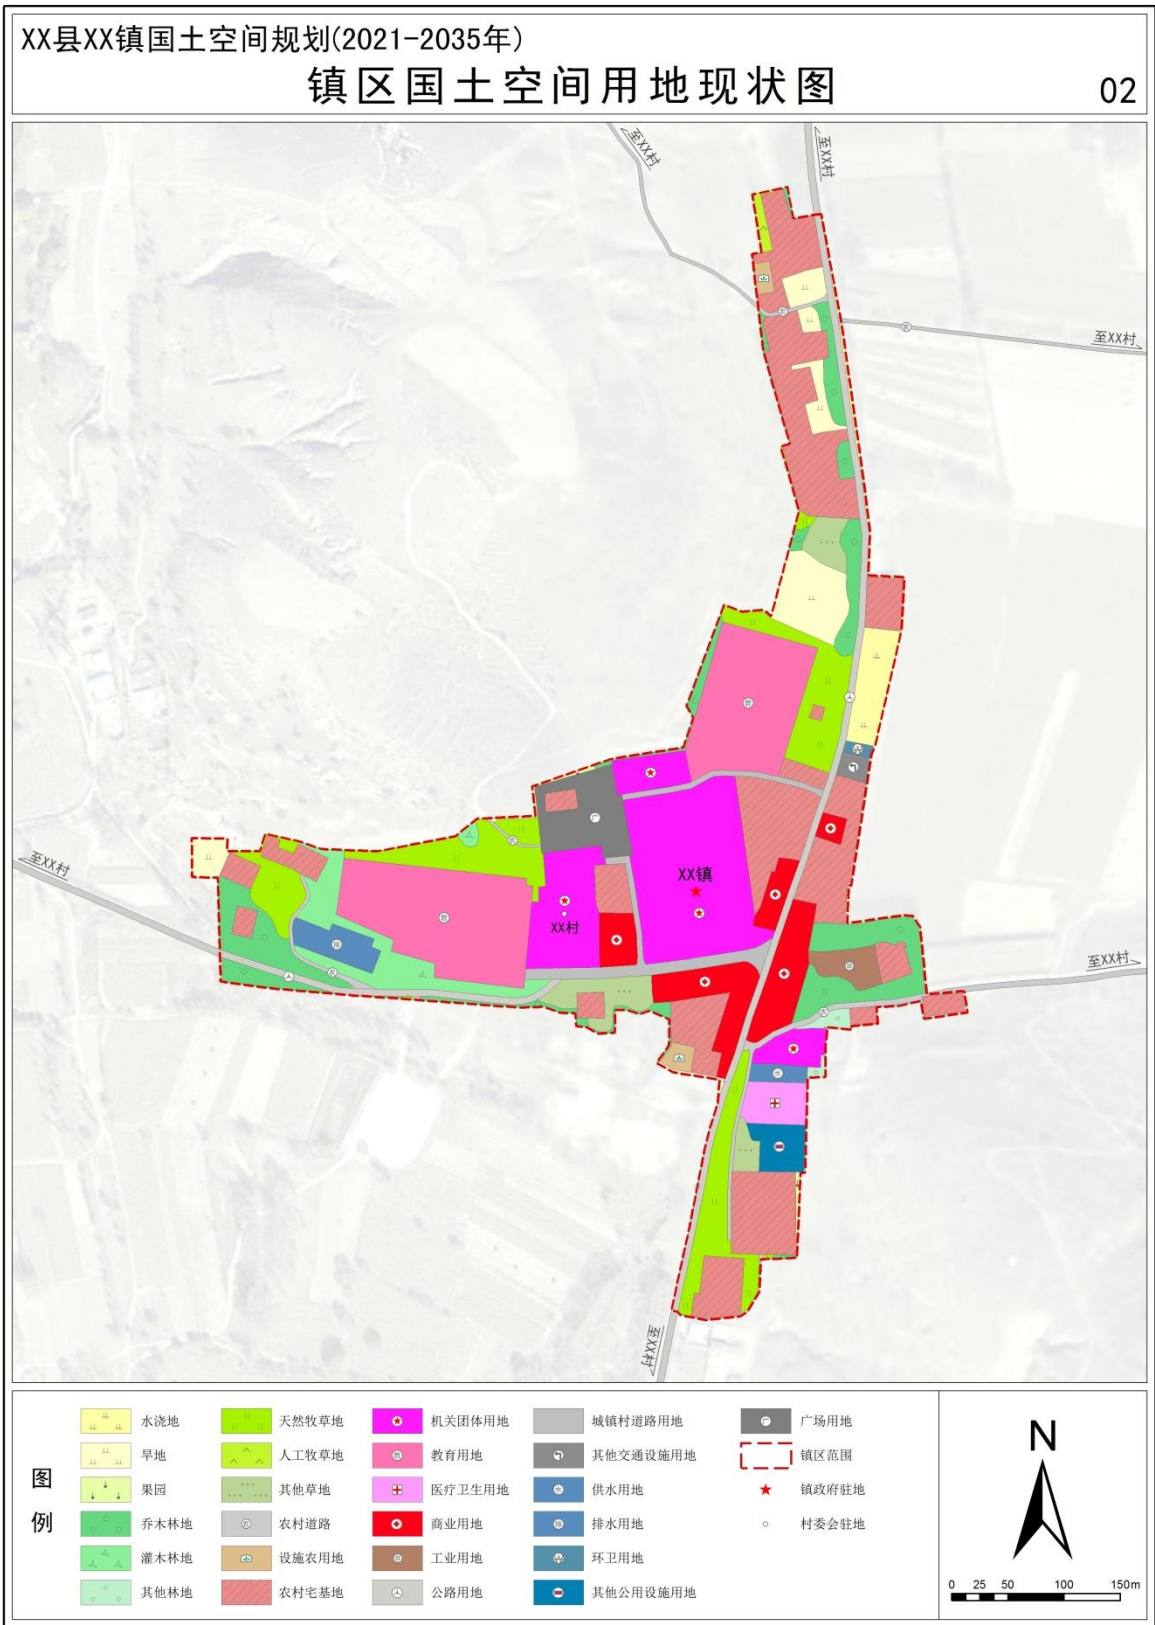 XX县XX镇国土空间规划(2021-2035年)
镇区国土空间用地现状图
02
至XX村
至XX村
至XX村
至XX村
XX镇
XX村
至XX村
至XX村
图例
水浇地
天然牧草地
机关团体用地
城镇村道路用地
广场用地
旱地
人工牧草地
教育用地
其他交通设施用地
镇区范围
果园
其他草地
医疗卫生用地
供水用地
镇政府驻地
乔木林地
农村道路
商业用地
排水用地
村委会驻地
灌木林地
设施农用地
工业用地
环卫用地
其他林地
农村宅基地
公路用地
其他公用设施用地
N
0 25 50 100 150m